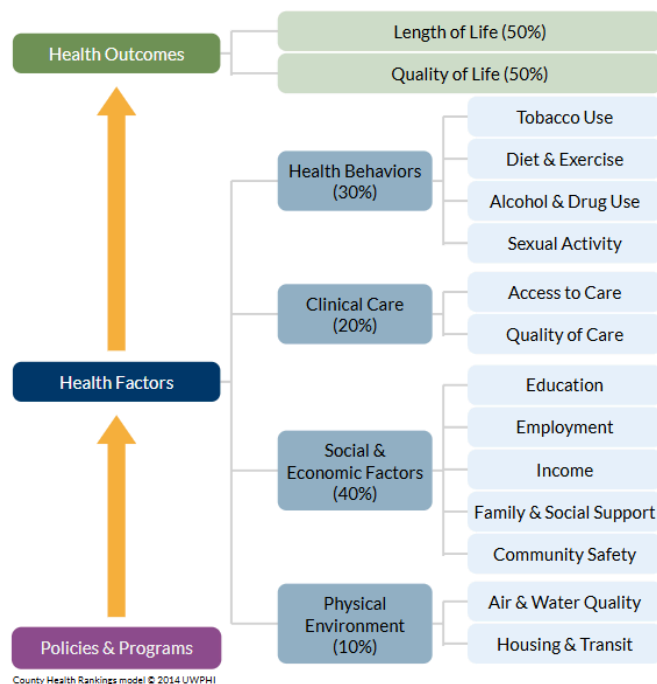 Health Outcomes
Length of Life (50%)
Quality of Life (50%)
Health Behaviors
(30%)
Tobacco Use
Diet & Exercise
Alcohol & Drug Use
Sexual Activity
Clinical Care
(20%)
Access to Care
Quality of Care
Health Factors
Social &
Economic Factors
(40%)
Education
Employment
Income
Family & Social Support
Community Safety
Physical
Environment
(10%)
Air & Water Quality
Housing & Transit
Policies & Programs
County Health Rankings model © 2014 UWPHI